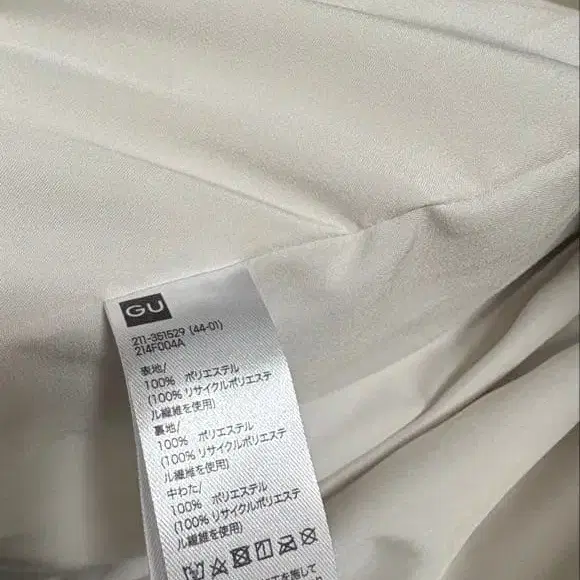 GU
211-351529 (44-01)
214F004A
表地/
100% ポリエステル
(100% リサイクルポリエステ
ル繊維を使用)
裏地/
100% ポリエステル
(100% リサイクルポリエステ
ル繊維を使用)
中わた/
100% ポリエステル
(100% リサイクルポリエステ
ル繊維を使用)